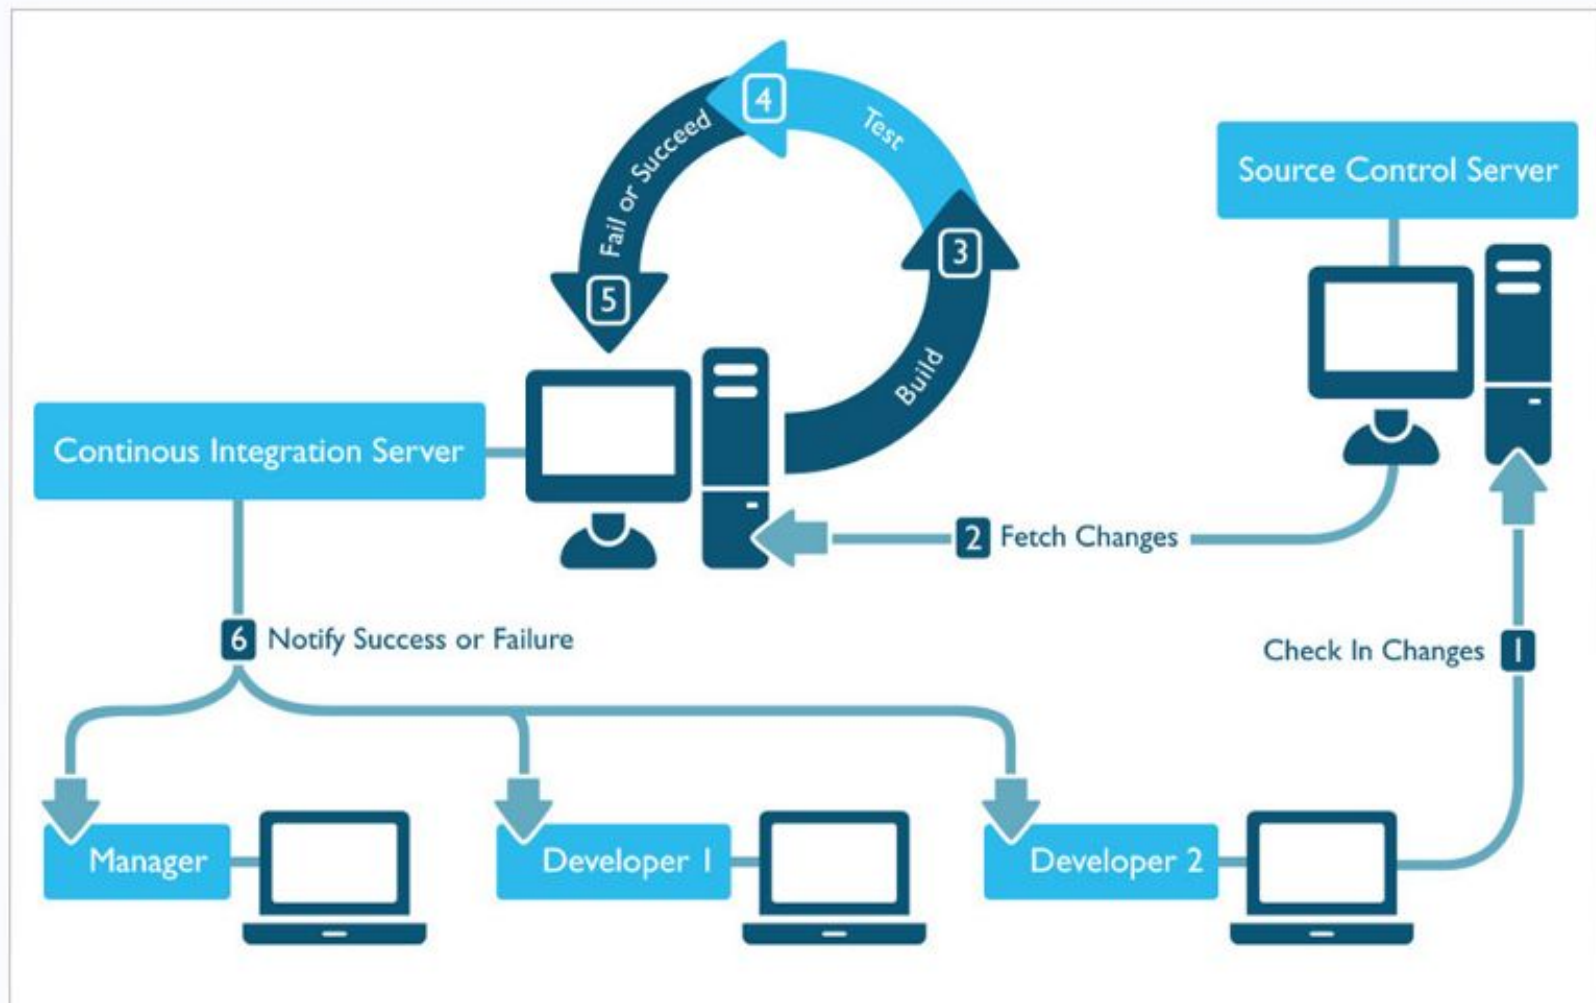 4
Test
Fail or Succeed
5
3
Build
Source Control Server
Continous Integration Server
2 Fetch Changes
6 Notify Success or Failure
Check In Changes 1
Manager
Developer 1
Developer 2